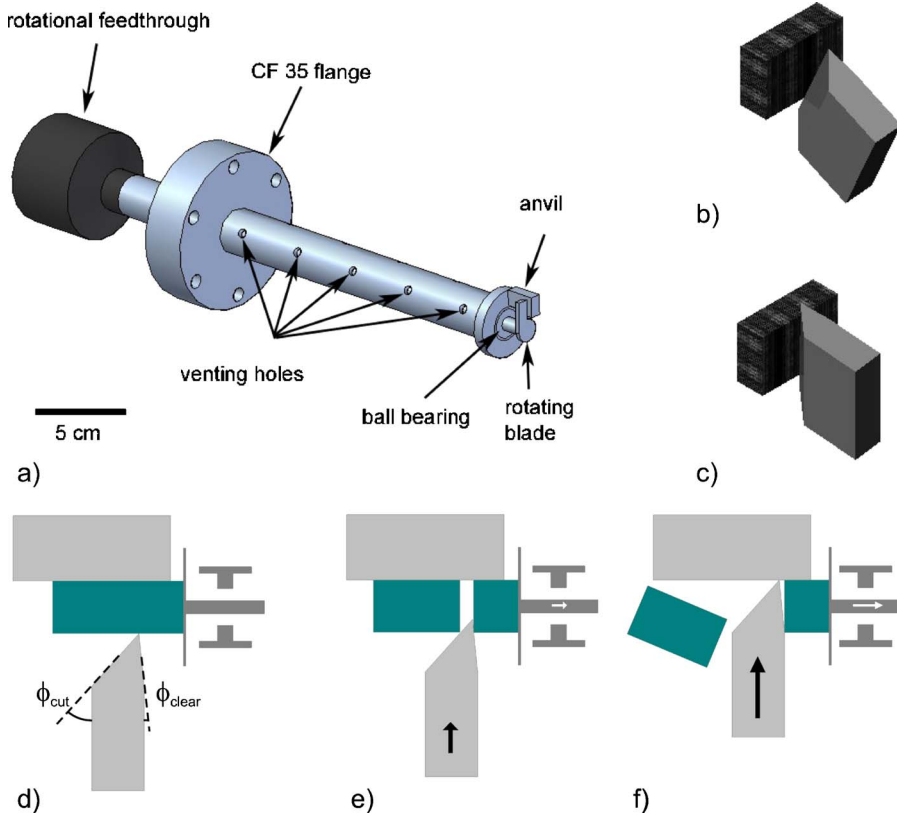 rotational feedthrough
CF 35 flange
anvil
venting holes
ball bearing
rotating
blade
5 cm
a)
b)
c)
ϕcut
ϕclear
d)
e)
f)